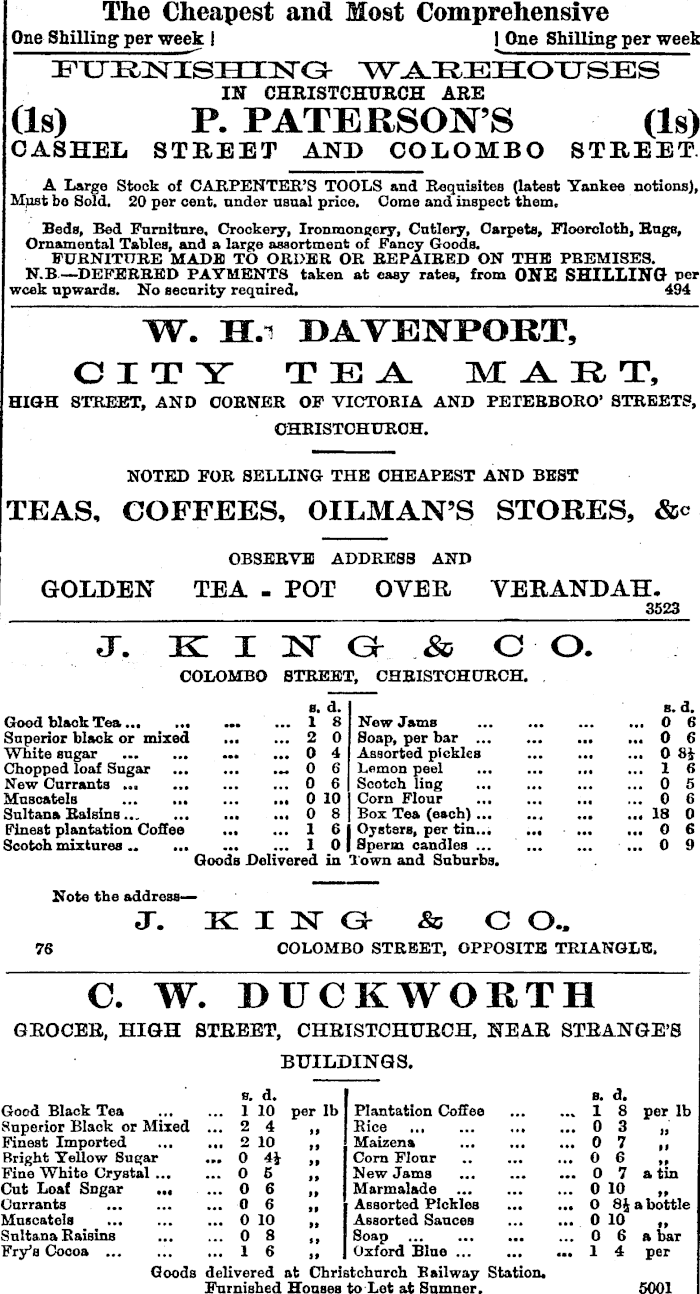 The Cheapest and Most Comprehensive
One Shilling per week | | One Shilling per week
FURNISHING WAREHOUSES
IN CHRISTCHURCH ARE
(1s) P. PATERSON'S (1s)
CASHEL STREET AND COLOMBO STREET.
A Large Stock of CARPENTER'S TOOLS and Requisites (latest Yankee notions),
Must be Sold. 20 per cent. under usual price. Come and inspect them.
Beds, Bed Furniture, Crockery, Ironmongery, Cutlery, Carpets, Floorcloth, Rugs,
Ornamental Tables, and a large assortment of Fancy Goods.
FURNITURE MADE TO ORDER OR REPAIRED ON THE PREMISES.
N.B.—DEFERRED PAYMENTS taken at easy rates, from ONE SHILLING per
week upwards. No security required. 494
W. H. DAVENPORT,
CITY TEA MART,
HIGH STREET, AND CORNER OF VICTORIA AND PETERBORO' STREETS,
CHRISTCHURCH.
NOTED FOR SELLING THE CHEAPEST AND BEST
TEAS, COFFEES, OILMAN'S STORES, &c
OBSERVE ADDRESS AND
GOLDEN TEA-POT OVER VERANDAH.
3523
J. KING & CO.
COLOMBO STREET, CHRISTCHURCH.
s. d.
Good black Tea ... ... ... ... 1 8
Superior black or mixed ... ... 2 0
White sugar ... ... ... ... 0 4
Chopped loaf Sugar ... ... ... 0 6
New Currants ... ... ... ... 0 6
Muscatels ... ... ... ... 0 10
Sultana Raisins ... ... ... ... 0 8
Finest plantation Coffee ... ... 1 6
Scotch mixtures .. ... ... ... 1 0
s. d.
New Jams ... ... ... ... 0 6
Soap, per bar ... ... ... ... 0 6
Assorted pickles ... ... ... 0 8½
Lemon peel ... ... ... ... 1 6
Scotch ling ... ... ... ... 0 5
Corn Flour ... ... ... ... 0 6
Box Tea (each) ... ... ... ... 18 0
Oysters, per tin... ... ... ... 0 6
Sperm candles ... ... ... ... 0 9
Goods Delivered in Town and Suburbs.
Note the address—
J. KING & CO.,
76 COLOMBO STREET, OPPOSITE TRIANGLE.
C. W. DUCKWORTH
GROCER, HIGH STREET, CHRISTCHURCH, NEAR STRANGE'S
BUILDINGS.
s. d.
Good Black Tea ... ... 1 10 per lb
Superior Black or Mixed ... 2 4 ,,
Finest Imported ... ... 2 10 ,,
Bright Yellow Sugar ... 0 4½ ,,
Fine White Crystal ... ... 0 5 ,,
Cut Loaf Sugar ... ... 0 6 ,,
Currants ... ... ... 0 6 ,,
Muscatels ... ... ... 0 10 ,,
Sultana Raisins ... ... 0 8 ,,
Fry's Cocoa ... ... ... 1 6 ,,
s. d.
Plantation Coffee ... ... 1 8 per lb
Rice ... ... ... ... 0 3 ,,
Maizena ... ... ... 0 7 ,,
Corn Flour .. ... ... 0 6 ,,
New Jams ... ... ... 0 7 a tin
Marmalade ... ... ... 0 10 ,,
Assorted Pickles ... ... 0 8½ a bottle
Assorted Sauces ... ... 0 10 ,,
Soap ... ... ... ... 0 6 a bar
Oxford Blue ... ... ... 1 4 per
Goods delivered at Christchurch Railway Station.
Furnished Houses to Let at Sumner. 5001